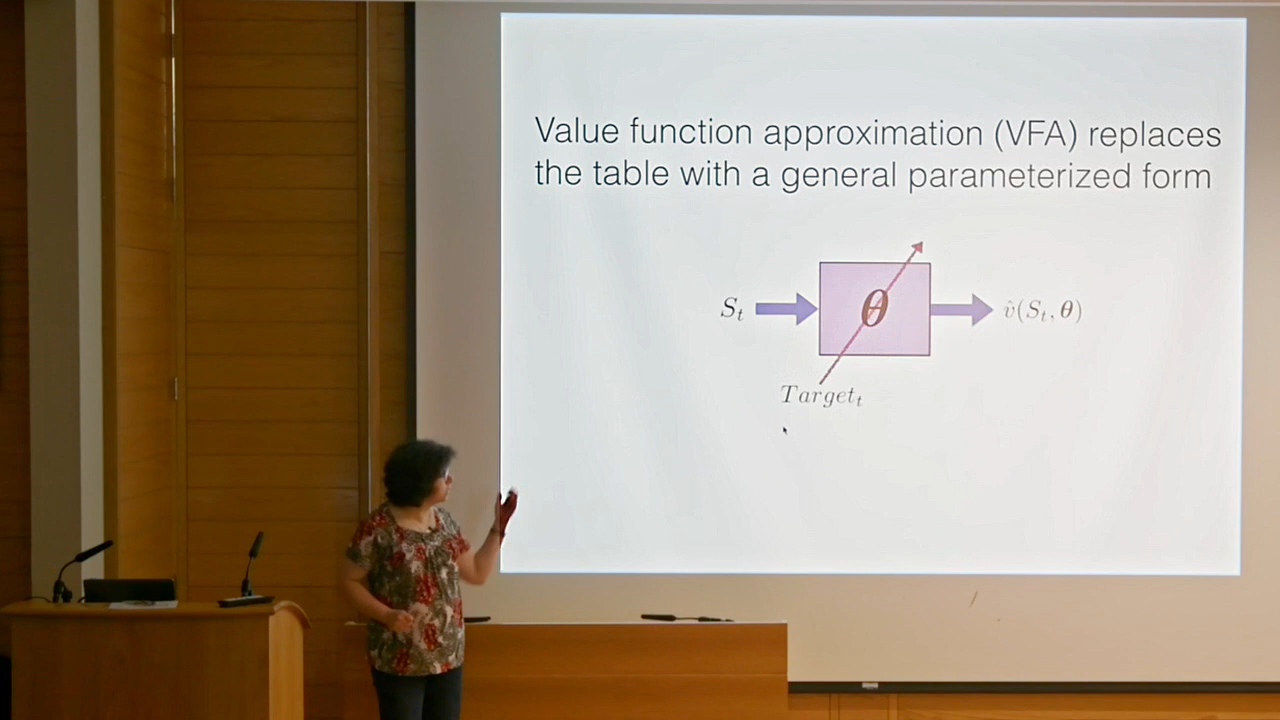 Value function approximation (VFA) replaces
the table with a general parameterized form
S_t
θ
v̂(S_t, θ)
Target_t